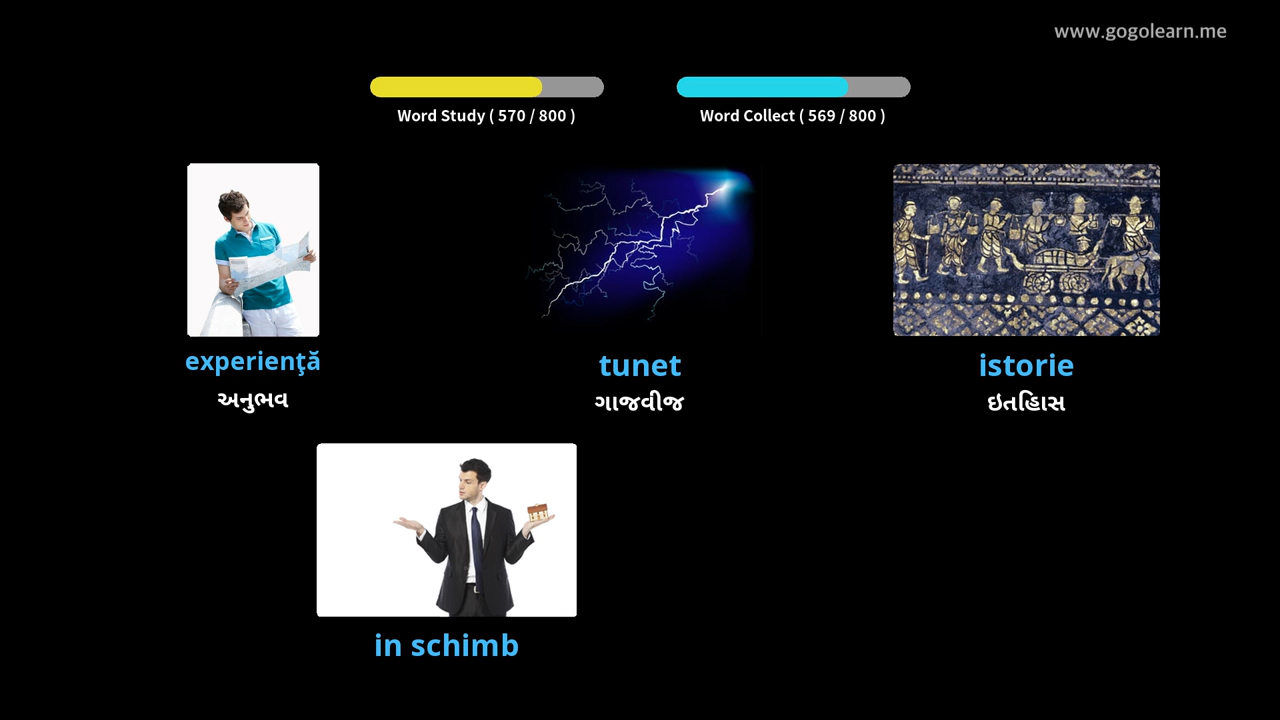 www.gogolearn.me
Word Study ( 570 / 800 )
Word Collect ( 569 / 800 )
experienţă
tunet
istorie
અનુભવ
ગાજવીજ
ઇતિહાસ
in schimb